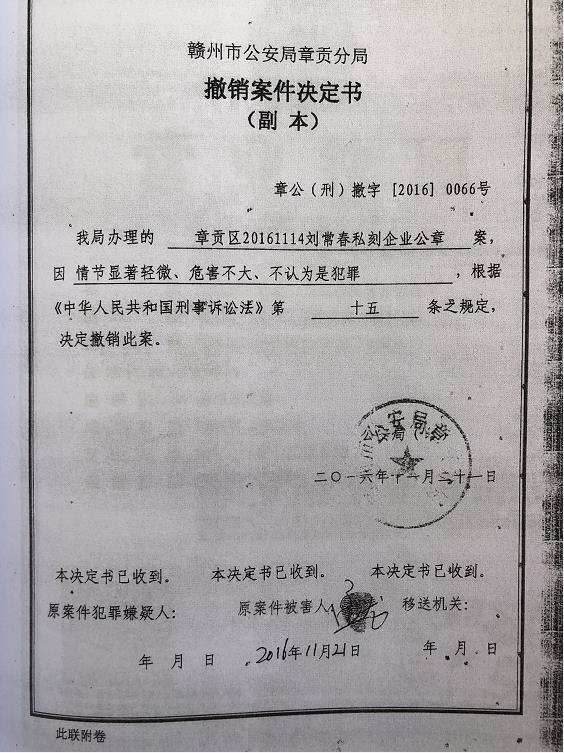 赣州市公安局章贡分局
撤销案件决定书
（副 本）
章公（刑）撤字 [2016] 0066号
我局办理的 章贡区20161114刘常春私刻企业公章 案，
因 情节显著轻微、危害不大、不认为是犯罪 ，根据
《中华人民共和国刑事诉讼法》第 十五 条之规定，
决定撤销此案。
公安局
安局章
二〇一六年十一月二十一日
本决定书已收到。 本决定书已收到。 本决定书已收到。
原案件犯罪嫌疑人： 原案件被害人 移送机关：
年 月 日 2016年11月21日 年 月 日
此联附卷